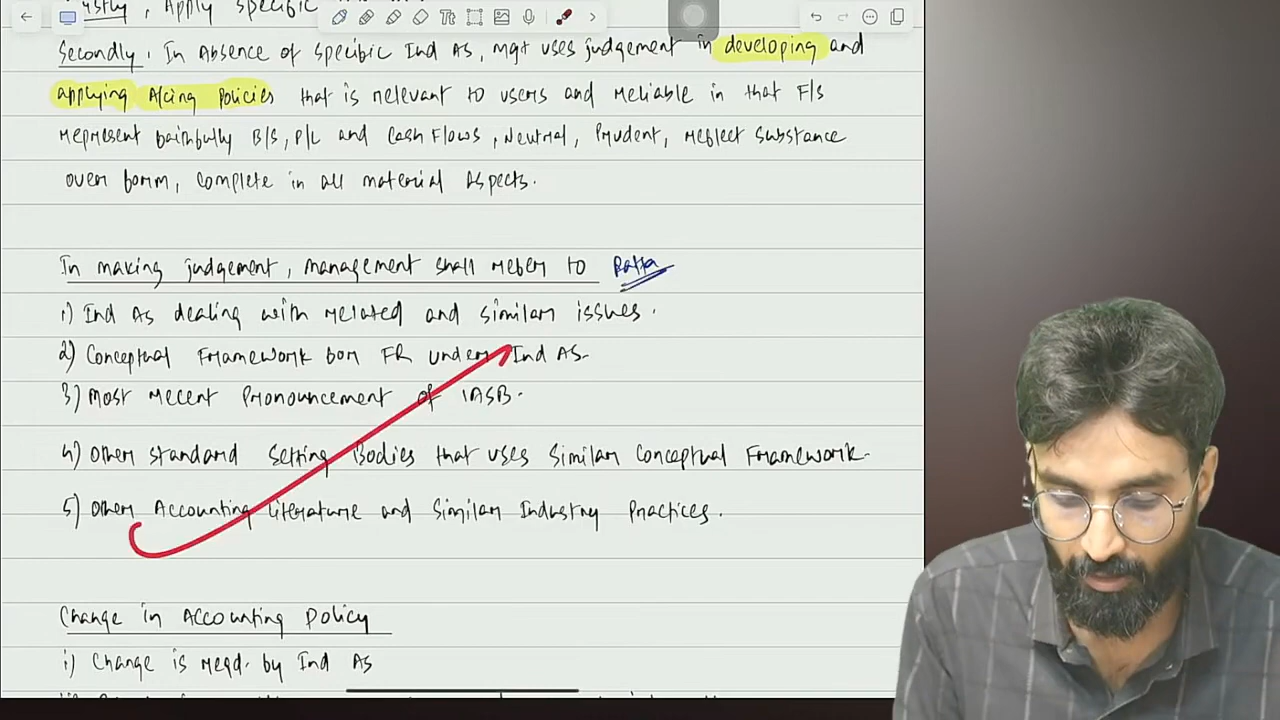 Firstly, Apply specific
Secondly. In Absence of specific Ind AS, mgt uses judgement in developing and
applying A/cing policies that is relevant to users and reliable in that F/s
represent faithfully B/S, P/L and Cash Flows, Neutral, Prudent, reflect substance
over form, complete in all material Aspects.
In making judgement, management shall refer to Ratta
1) Ind AS dealing with related and similar issues.
2) Conceptual Framework for FR under Ind AS.
3) Most recent Pronouncement of IASB.
4) Other standard Setting Bodies that uses Similar Conceptual Framework.
5) Other Accounting Literature and Similar Industry Practices.
Change in Accounting Policy
i) Change is reqd. by Ind AS